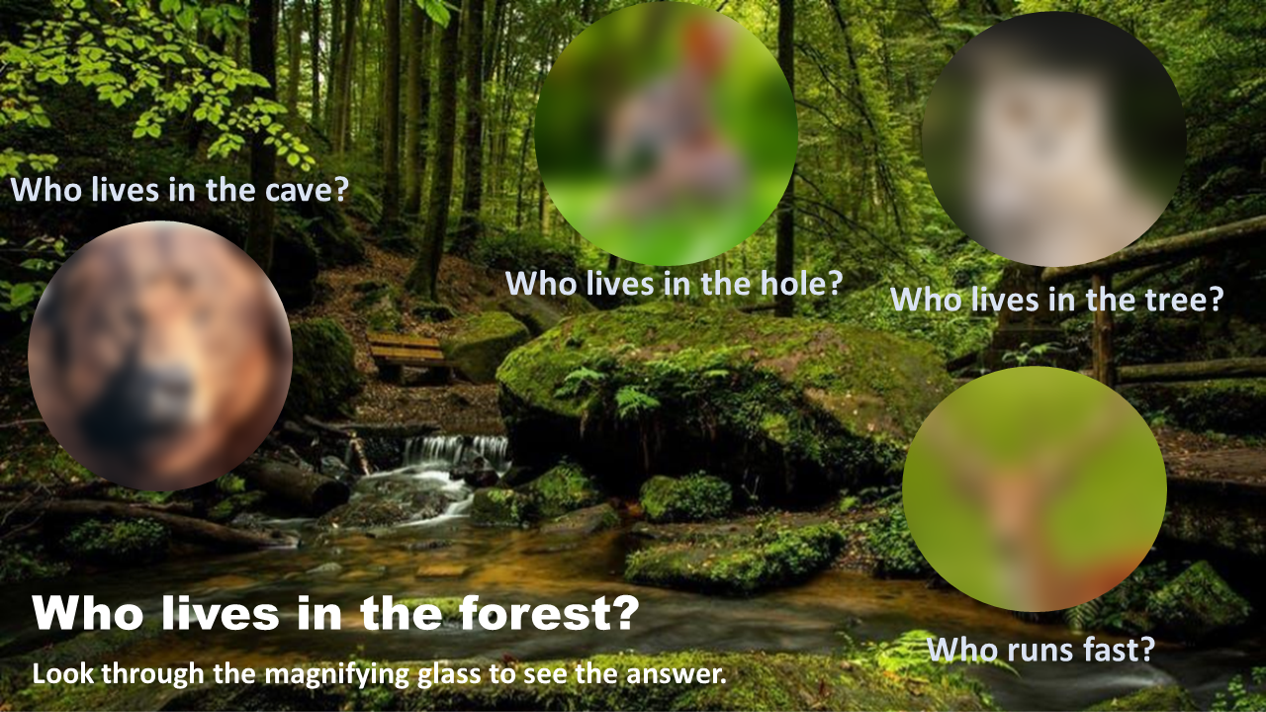 Who lives in the cave?
Who lives in the hole?
Who lives in the tree?
Who runs fast?
Who lives in the forest?
Look through the magnifying glass to see the answer.